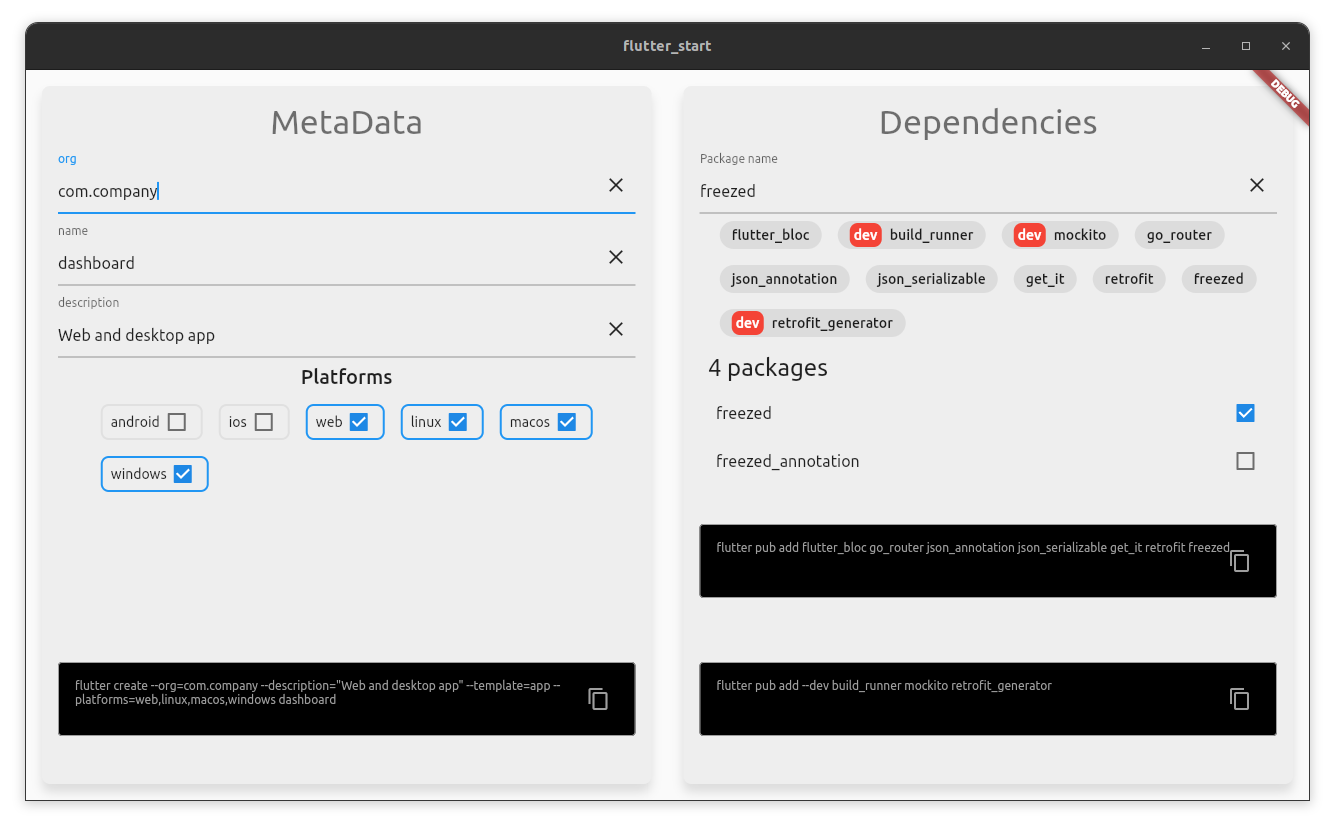 flutter_start
DEBUG
MetaData
org
com.company
name
dashboard
description
Web and desktop app
Platforms
android ios web linux macos
windows
flutter create --org=com.company --description="Web and desktop app" --template=app --
platforms=web,linux,macos,windows dashboard
Dependencies
Package name
freezed
flutter_bloc dev build_runner dev mockito go_router
json_annotation json_serializable get_it retrofit freezed
dev retrofit_generator
4 packages
freezed
freezed_annotation
flutter pub add flutter_bloc go_router json_annotation json_serializable get_it retrofit freezed
flutter pub add --dev build_runner mockito retrofit_generator